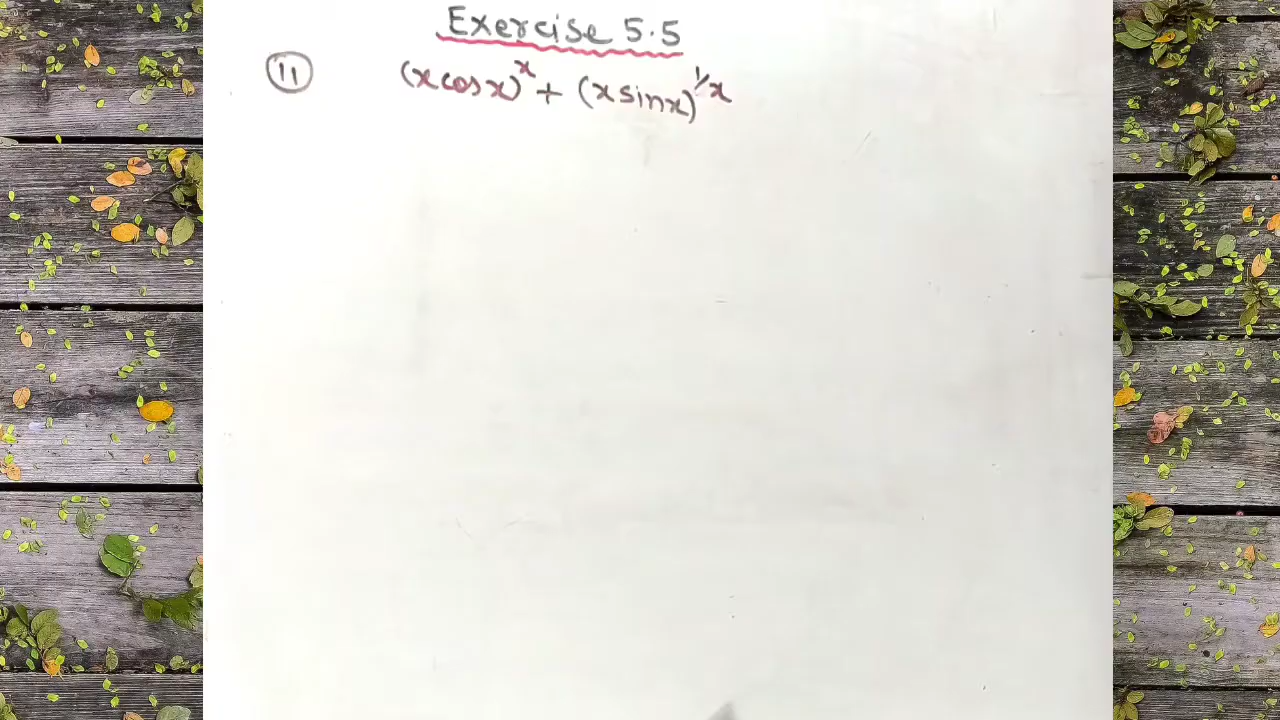 Exercise 5.5
11 (x cos x)^x + (x sin x)^1/x